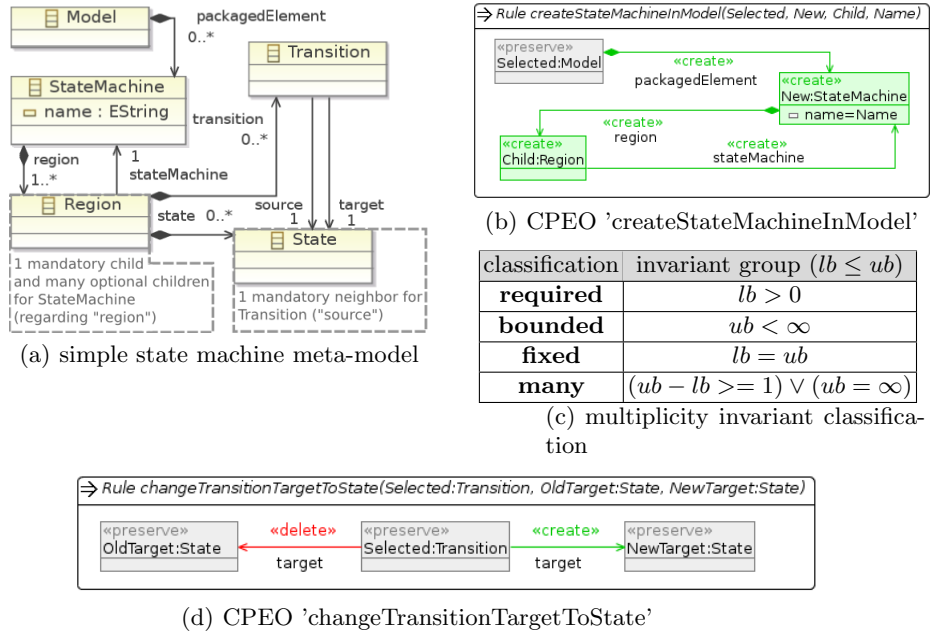 Model
packagedElement
0..*
Transition
StateMachine
name : EString
transition
0..*
region
1..*
1
stateMachine
Region
state 0..*
source
1
target
1
State
1 mandatory child
and many optional children
for StateMachine
(regarding "region")
1 mandatory neighbor for
Transition ("source")
(a) simple state machine meta-model
Rule createStateMachineInModel(Selected, New, Child, Name)
«preserve»
Selected:Model
«create»
packagedElement
«create»
New:StateMachine
name=Name
«create»
region
«create»
Child:Region
«create»
stateMachine
(b) CPEO 'createStateMachineInModel'
classification invariant group (lb ≤ ub)
required lb > 0
bounded ub < ∞
fixed lb = ub
many (ub − lb >= 1) ∨ (ub = ∞)
(c) multiplicity invariant classifica-
tion
Rule changeTransitionTargetToState(Selected:Transition, OldTarget:State, NewTarget:State)
«preserve»
OldTarget:State
«delete»
target
«preserve»
Selected:Transition
«create»
target
«preserve»
NewTarget:State
(d) CPEO 'changeTransitionTargetToState'